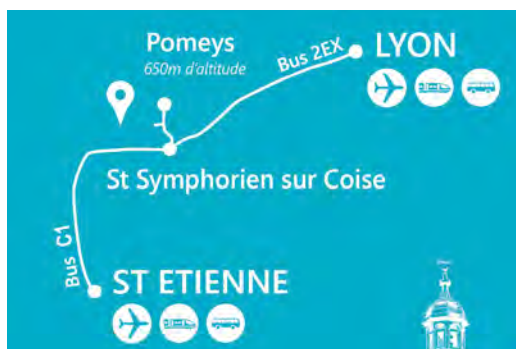 Pomeys
650m d'altitude
Bus 2EX
LYON
St Symphorien sur Coise
Bus C1
ST ETIENNE